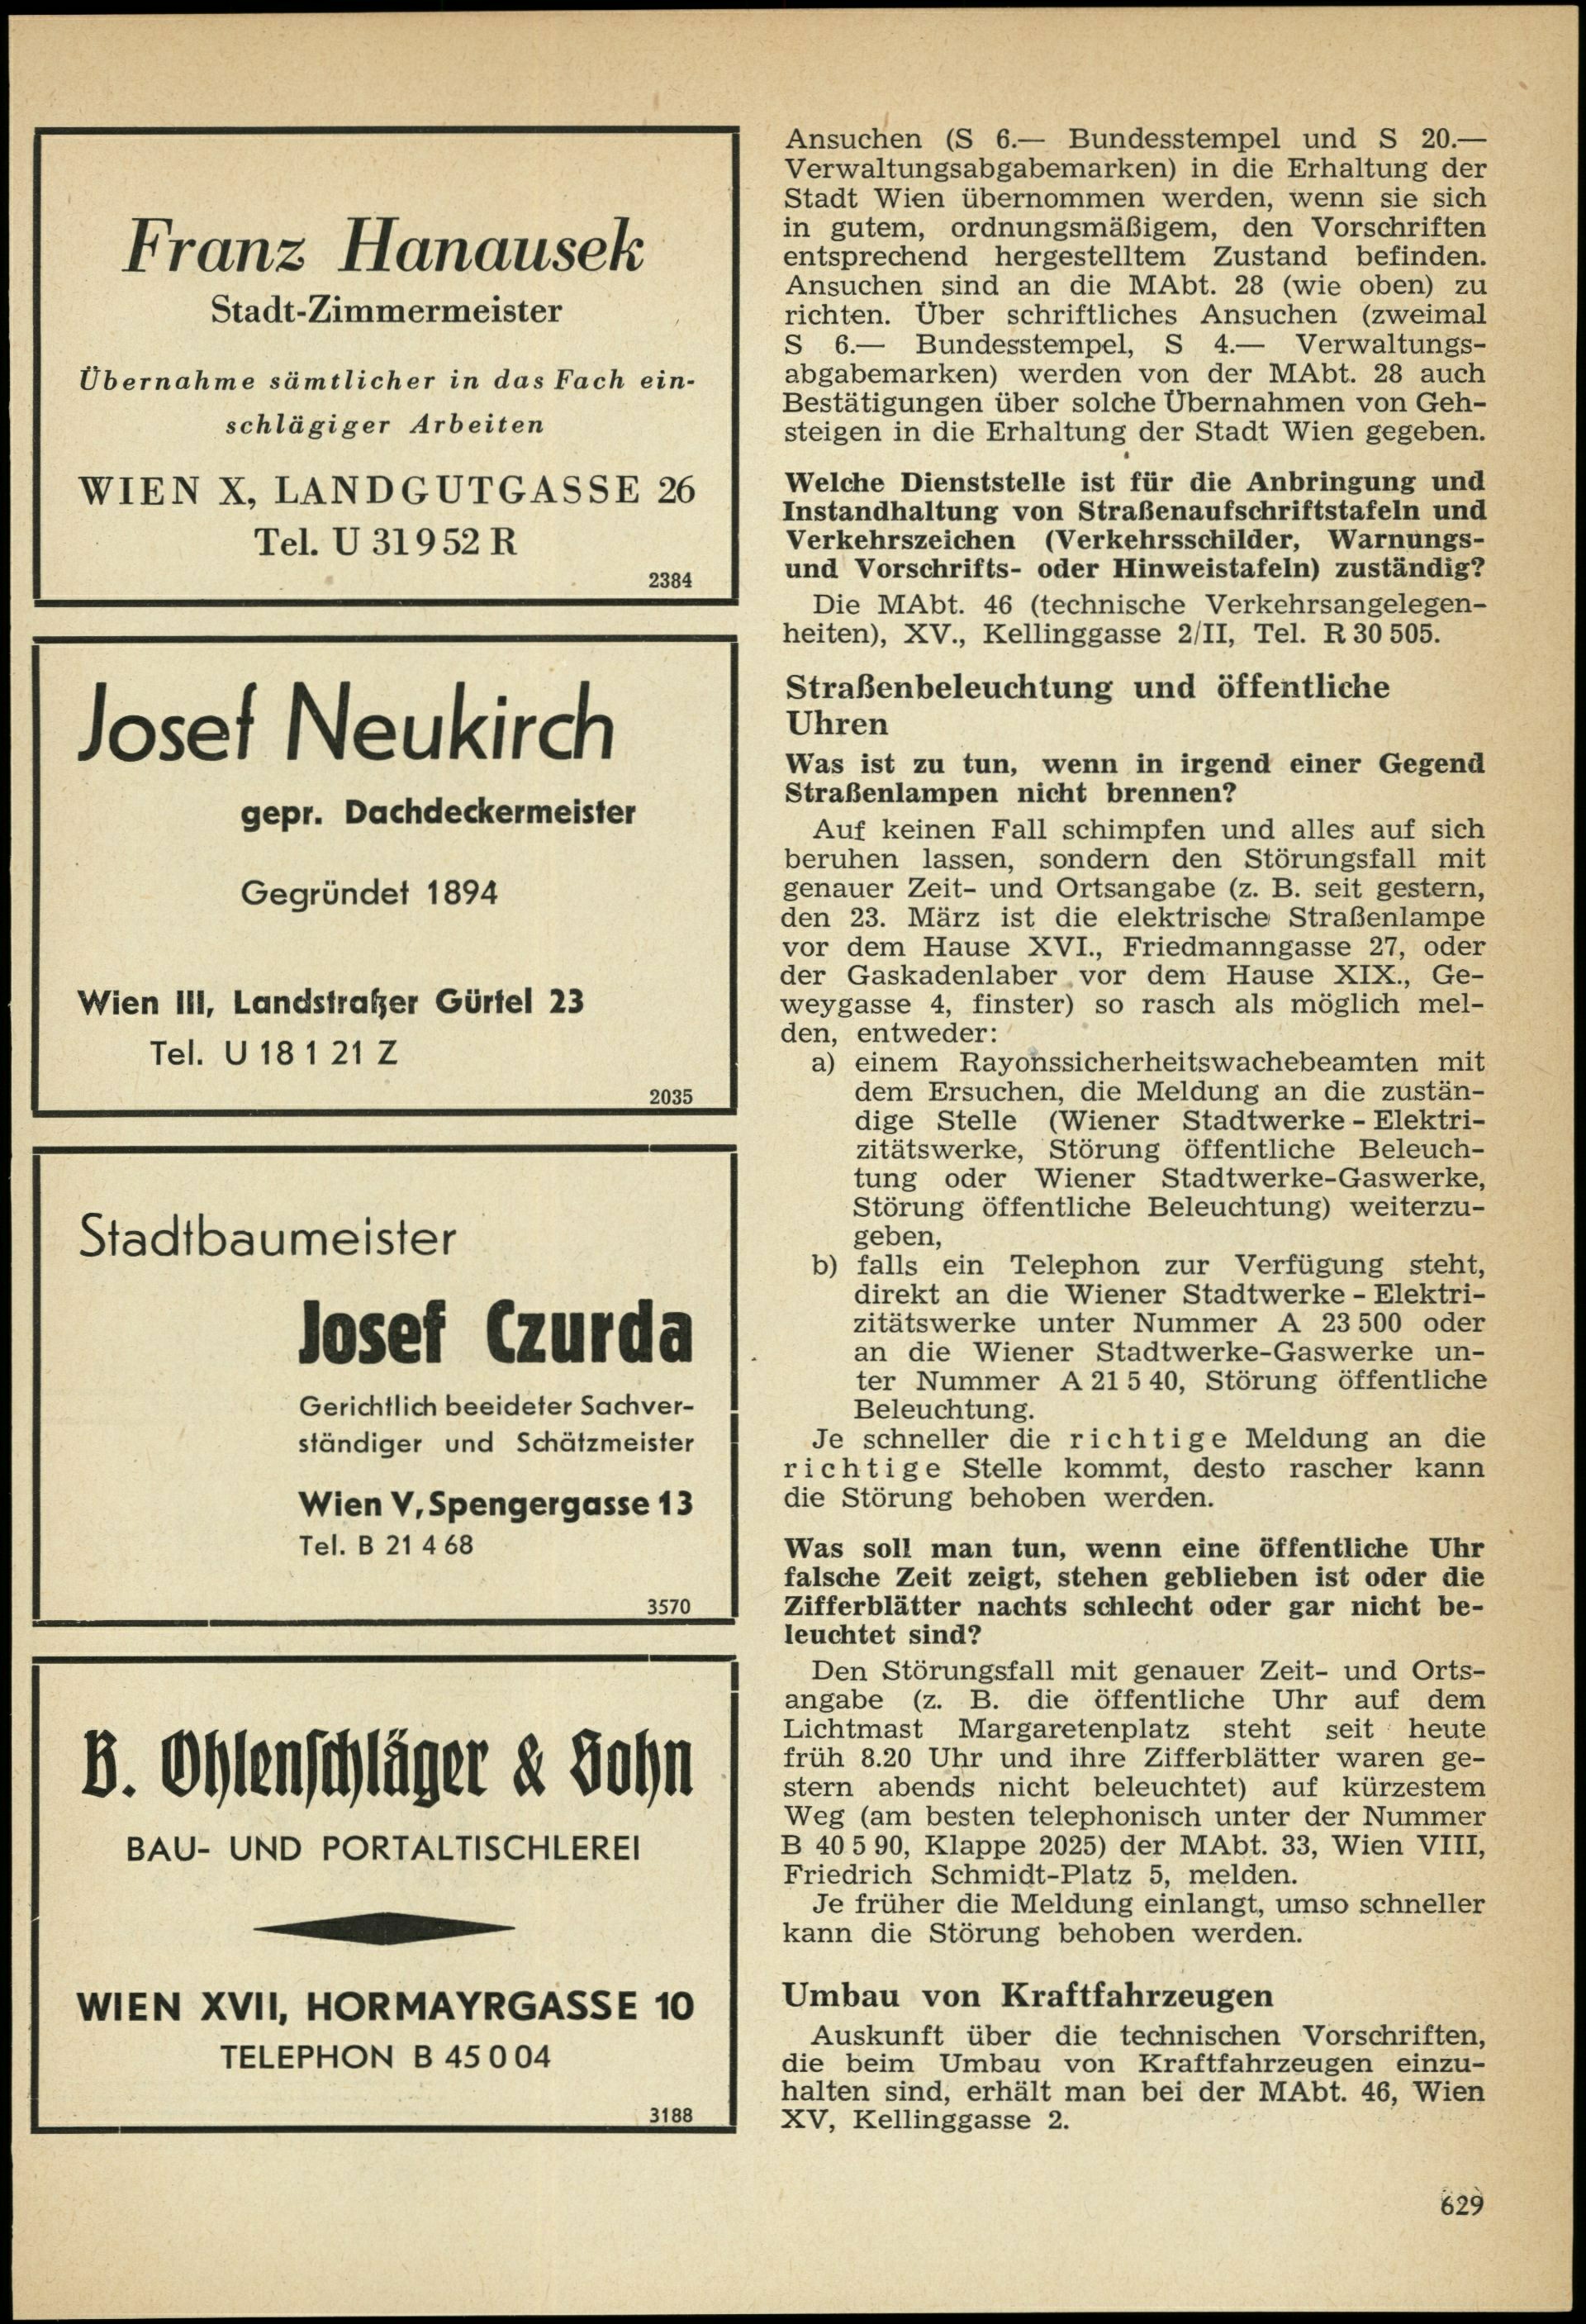 Franz Hanausek
Stadt-Zimmermeister
Übernahme sämtlicher in das Fach ein-
schlägiger Arbeiten
WIEN X, LANDGUTGASSE 26
Tel. U 31 9 52 R
2384
Josef Neukirch
gepr. Dachdeckermeister
Gegründet 1894
Wien III, Landstraßer Gürtel 23
Tel. U 18 1 21 Z
2035
Stadtbaumeister
Josef Czurda
Gerichtlich beeideter Sachver-
ständiger und Schätzmeister
Wien V, Spengergasse 13
Tel. B 21 4 68
3570
B. Ohlenschläger & Sohn
BAU- UND PORTALTISCHLEREI
WIEN XVII, HORMAYRGASSE 10
TELEPHON B 45 0 04
3188
Ansuchen (S 6.— Bundesstempel und S 20.—
Verwaltungsabgabemarken) in die Erhaltung der
Stadt Wien übernommen werden, wenn sie sich
in gutem, ordnungsmäßigem, den Vorschriften
entsprechend hergestelltem Zustand befinden.
Ansuchen sind an die MAbt. 28 (wie oben) zu
richten. Über schriftliches Ansuchen (zweimal
S 6.— Bundesstempel, S 4.— Verwaltungs-
abgabemarken) werden von der MAbt. 28 auch
Bestätigungen über solche Übernahmen von Geh-
steigen in die Erhaltung der Stadt Wien gegeben.
Welche Dienststelle ist für die Anbringung und
Instandhaltung von Straßenaufschriftstafeln und
Verkehrszeichen (Verkehrsschilder, Warnungs-
und Vorschrifts- oder Hinweistafeln) zuständig?
Die MAbt. 46 (technische Verkehrsangelegen-
heiten), XV., Kellinggasse 2/II, Tel. R 30 505.
Straßenbeleuchtung und öffentliche
Uhren
Was ist zu tun, wenn in irgend einer Gegend
Straßenlampen nicht brennen?
Auf keinen Fall schimpfen und alles auf sich
beruhen lassen, sondern den Störungsfall mit
genauer Zeit- und Ortsangabe (z. B. seit gestern,
den 23. März ist die elektrische Straßenlampe
vor dem Hause XVI., Friedmanngasse 27, oder
der Gaskadenlaber vor dem Hause XIX., Ge-
weygasse 4, finster) so rasch als möglich mel-
den, entweder:
a) einem Rayonssicherheitswachebeamten mit
dem Ersuchen, die Meldung an die zustän-
dige Stelle (Wiener Stadtwerke - Elektri-
zitätswerke, Störung öffentliche Beleuch-
tung oder Wiener Stadtwerke-Gaswerke,
Störung öffentliche Beleuchtung) weiterzu-
geben,
b) falls ein Telephon zur Verfügung steht,
direkt an die Wiener Stadtwerke - Elektri-
zitätswerke unter Nummer A 23 500 oder
an die Wiener Stadtwerke-Gaswerke un-
ter Nummer A 21 5 40, Störung öffentliche
Beleuchtung.
Je schneller die richtige Meldung an die
richtige Stelle kommt, desto rascher kann
die Störung behoben werden.
Was soll man tun, wenn eine öffentliche Uhr
falsche Zeit zeigt, stehen geblieben ist oder die
Zifferblätter nachts schlecht oder gar nicht be-
leuchtet sind?
Den Störungsfall mit genauer Zeit- und Orts-
angabe (z. B. die öffentliche Uhr auf dem
Lichtmast Margaretenplatz steht seit heute
früh 8.20 Uhr und ihre Zifferblätter waren ge-
stern abends nicht beleuchtet) auf kürzestem
Weg (am besten telephonisch unter der Nummer
B 40 5 90, Klappe 2025) der MAbt. 33, Wien VIII,
Friedrich Schmidt-Platz 5, melden.
Je früher die Meldung einlangt, umso schneller
kann die Störung behoben werden.
Umbau von Kraftfahrzeugen
Auskunft über die technischen Vorschriften,
die beim Umbau von Kraftfahrzeugen einzu-
halten sind, erhält man bei der MAbt. 46, Wien
XV, Kellinggasse 2.
629